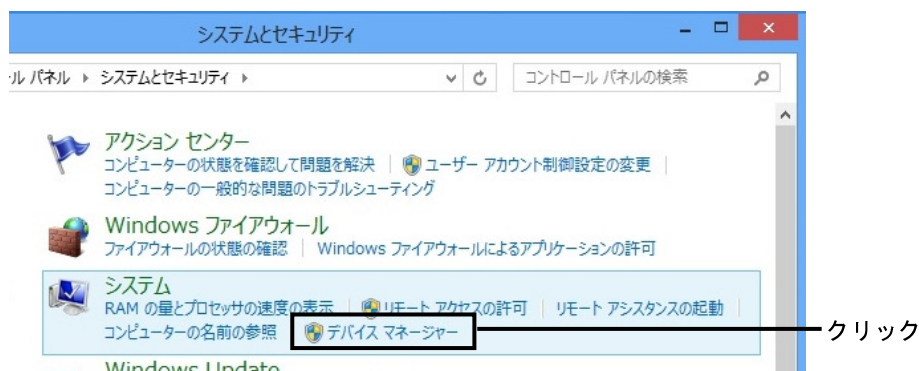 システムとセキュリティ
ール パネル ▸ システムとセキュリティ ▸ コントロール パネルの検索
アクション センター
コンピューターの状態を確認して問題を解決 ユーザー アカウント制御設定の変更
コンピューターの一般的な問題のトラブルシューティング
Windows ファイアウォール
ファイアウォールの状態の確認 Windows ファイアウォールによるアプリケーションの許可
システム
RAM の量とプロセッサの速度の表示 リモート アクセスの許可 リモート アシスタンスの起動
コンピューターの名前の参照 デバイス マネージャー クリック
Windows Update